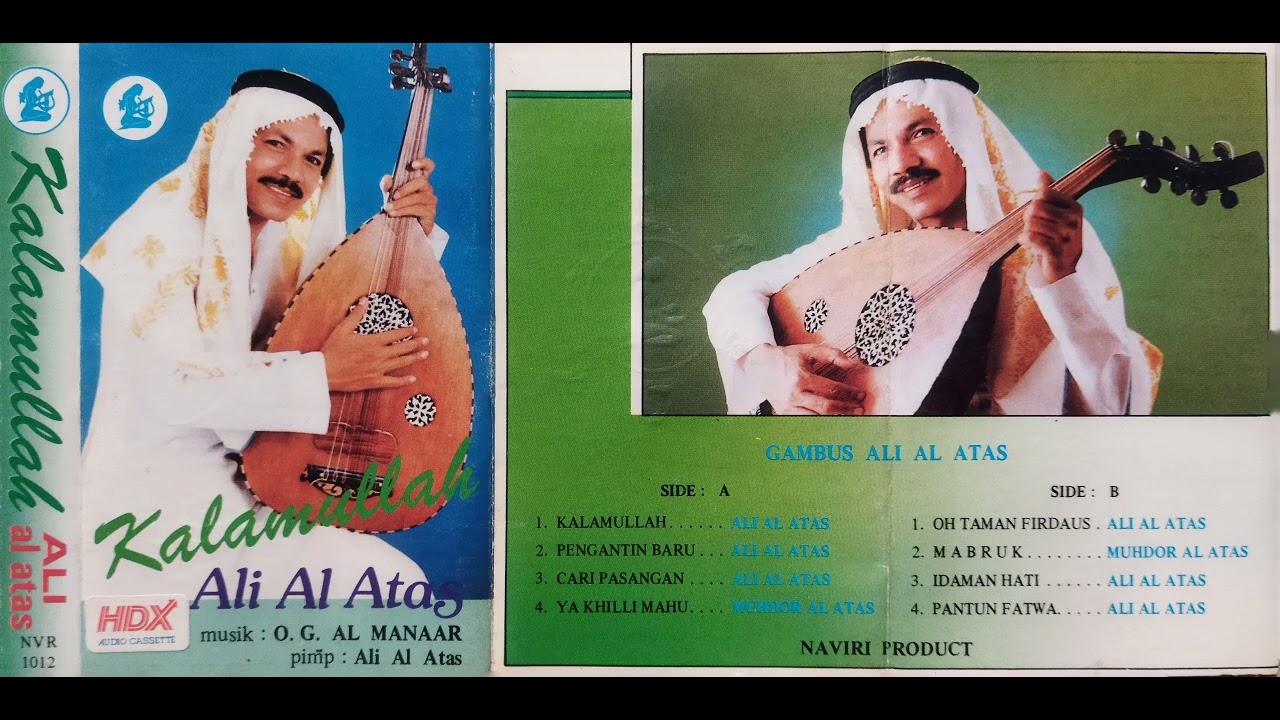 Kalamullah ALI al atas
NVR
1012
Kalamullah
Ali Al Atas
HDX
AUDIO CASSETTE
musik : O. G. AL MANAAR
pimp : Ali Al Atas
GAMBUS ALI AL ATAS
SIDE : A
1. KALAMULLAH...... ALI AL ATAS
2. PENGANTIN BARU... ALI AL ATAS
3. CARI PASANGAN.... ALI AL ATAS
4. YA KHILLI MAHU.... MUHDOR AL ATAS
SIDE : B
1. OH TAMAN FIRDAUS. ALI AL ATAS
2. MABRUK........ MUHDOR AL ATAS
3. IDAMAN HATI...... ALI AL ATAS
4. PANTUN FATWA..... ALI AL ATAS
NAVIRI PRODUCT